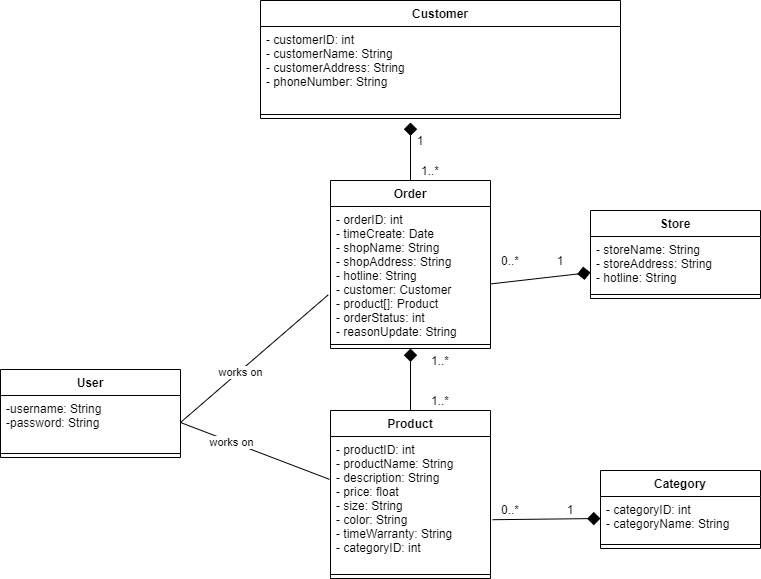 Customer
- customerID: int
- customerName: String
- customerAddress: String
- phoneNumber: String
1
1..*
Order
- orderID: int
- timeCreate: Date
- shopName: String
- shopAddress: String
- hotline: String
- customer: Customer
- product[]: Product
- orderStatus: int
- reasonUpdate: String
0..*
1
Store
- storeName: String
- storeAddress: String
- hotline: String
works on
1..*
1..*
User
-username: String
-password: String
works on
Product
- productID: int
- productName: String
- description: String
- price: float
- size: String
- color: String
- timeWarranty: String
- categoryID: int
0..*
1
Category
- categoryID: int
- categoryName: String